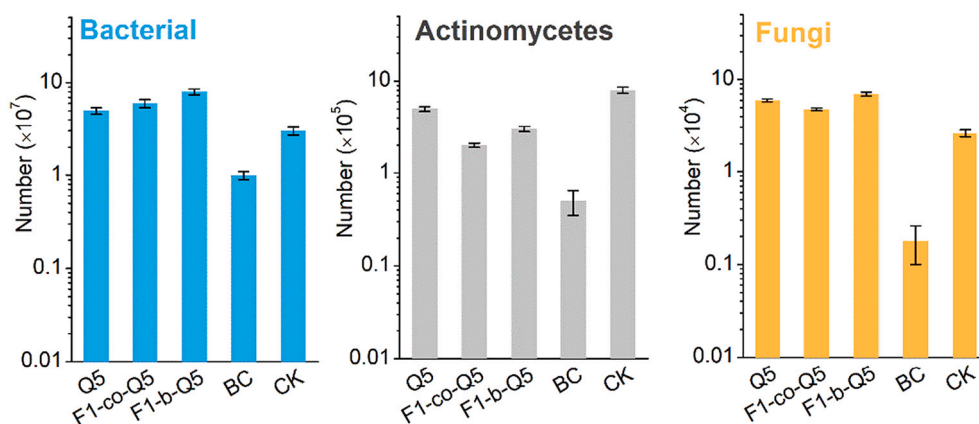 Bacterial
Number (×10⁷)
10
1
0.1
0.01
Q5
F1-co-Q5
F1-b-Q5
BC
CK
Actinomycetes
Number (×10⁵)
10
1
0.1
0.01
Q5
F1-co-Q5
F1-b-Q5
BC
CK
Fungi
Number (×10⁴)
10
1
0.1
0.01
Q5
F1-co-Q5
F1-b-Q5
BC
CK